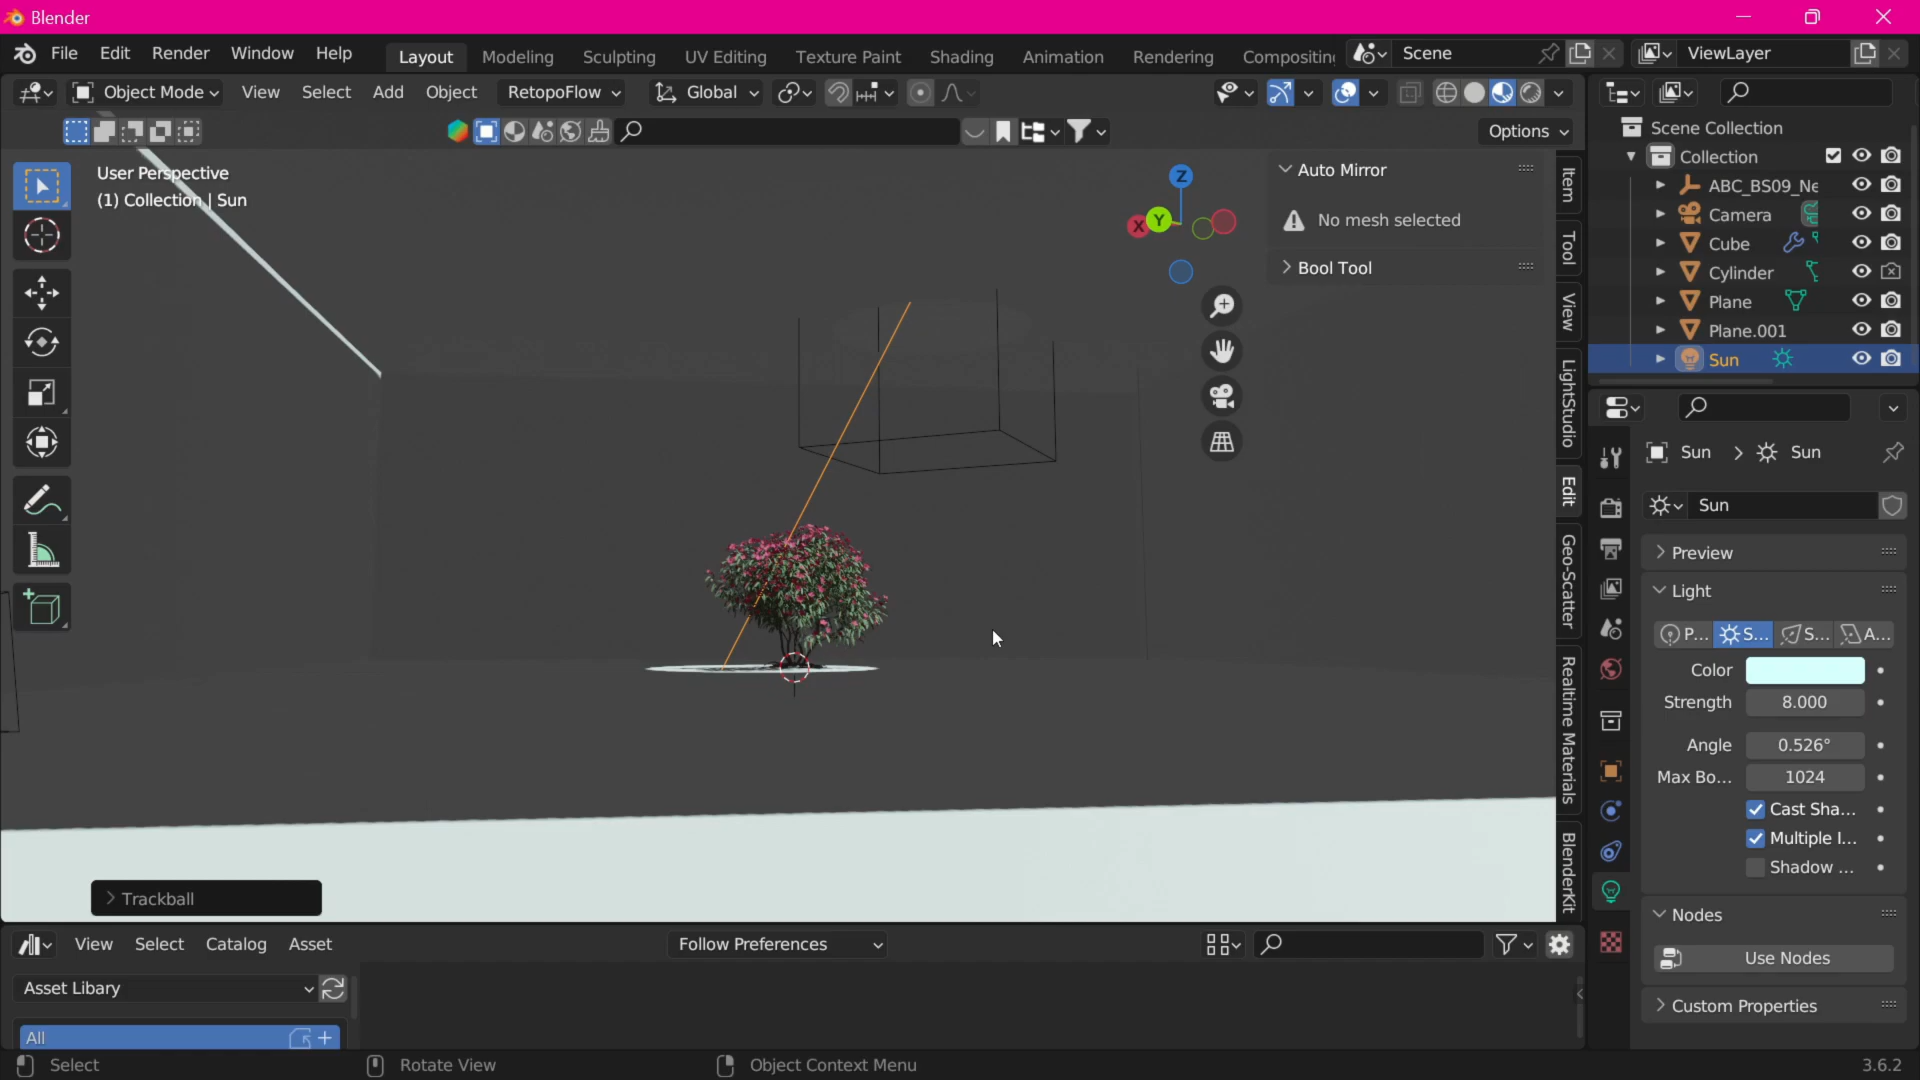 Blender
File Edit Render Window Help Layout Modeling Sculpting UV Editing Texture Paint Shading Animation Rendering Compositing Scene ViewLayer
Object Mode View Select Add Object RetopoFlow Global
Options
User Perspective
(1) Collection | Sun
Z
X Y
Auto Mirror
No mesh selected
Bool Tool
Item
Tool
View
LightStudio
Edit
Geo-Scatter
Realtime Materials
BlenderKit
Scene Collection
Collection
ABC_BS09_Ne
Camera
Cube
Cylinder
Plane
Plane.001
Sun
Sun > Sun
Sun
Preview
Light
P... S... S... A...
Color
Strength 8.000
Angle 0.526°
Max Bo... 1024
Cast Sha...
Multiple I...
Shadow ...
Nodes
Use Nodes
Custom Properties
Trackball
View Select Catalog Asset Follow Preferences
Asset Libary
All
Select Rotate View Object Context Menu 3.6.2